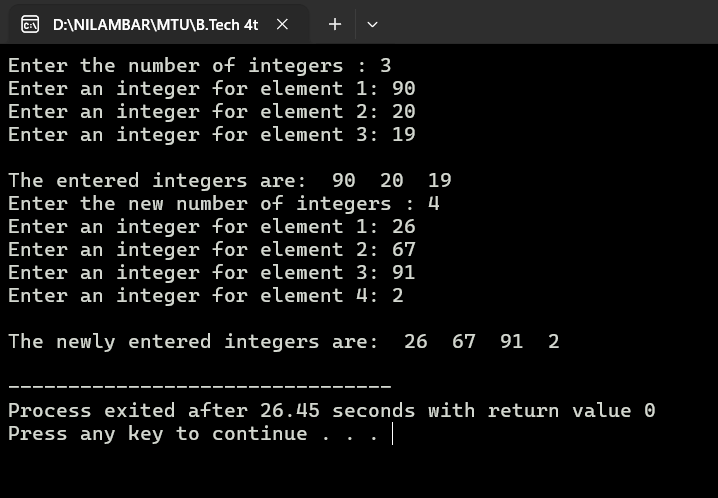 D:\NILAMBAR\MTU\B.Tech 4t
Enter the number of integers : 3
Enter an integer for element 1: 90
Enter an integer for element 2: 20
Enter an integer for element 3: 19
The entered integers are:  90  20  19
Enter the new number of integers : 4
Enter an integer for element 1: 26
Enter an integer for element 2: 67
Enter an integer for element 3: 91
Enter an integer for element 4: 2
The newly entered integers are:  26  67  91  2
--------------------------------
Process exited after 26.45 seconds with return value 0
Press any key to continue . . .